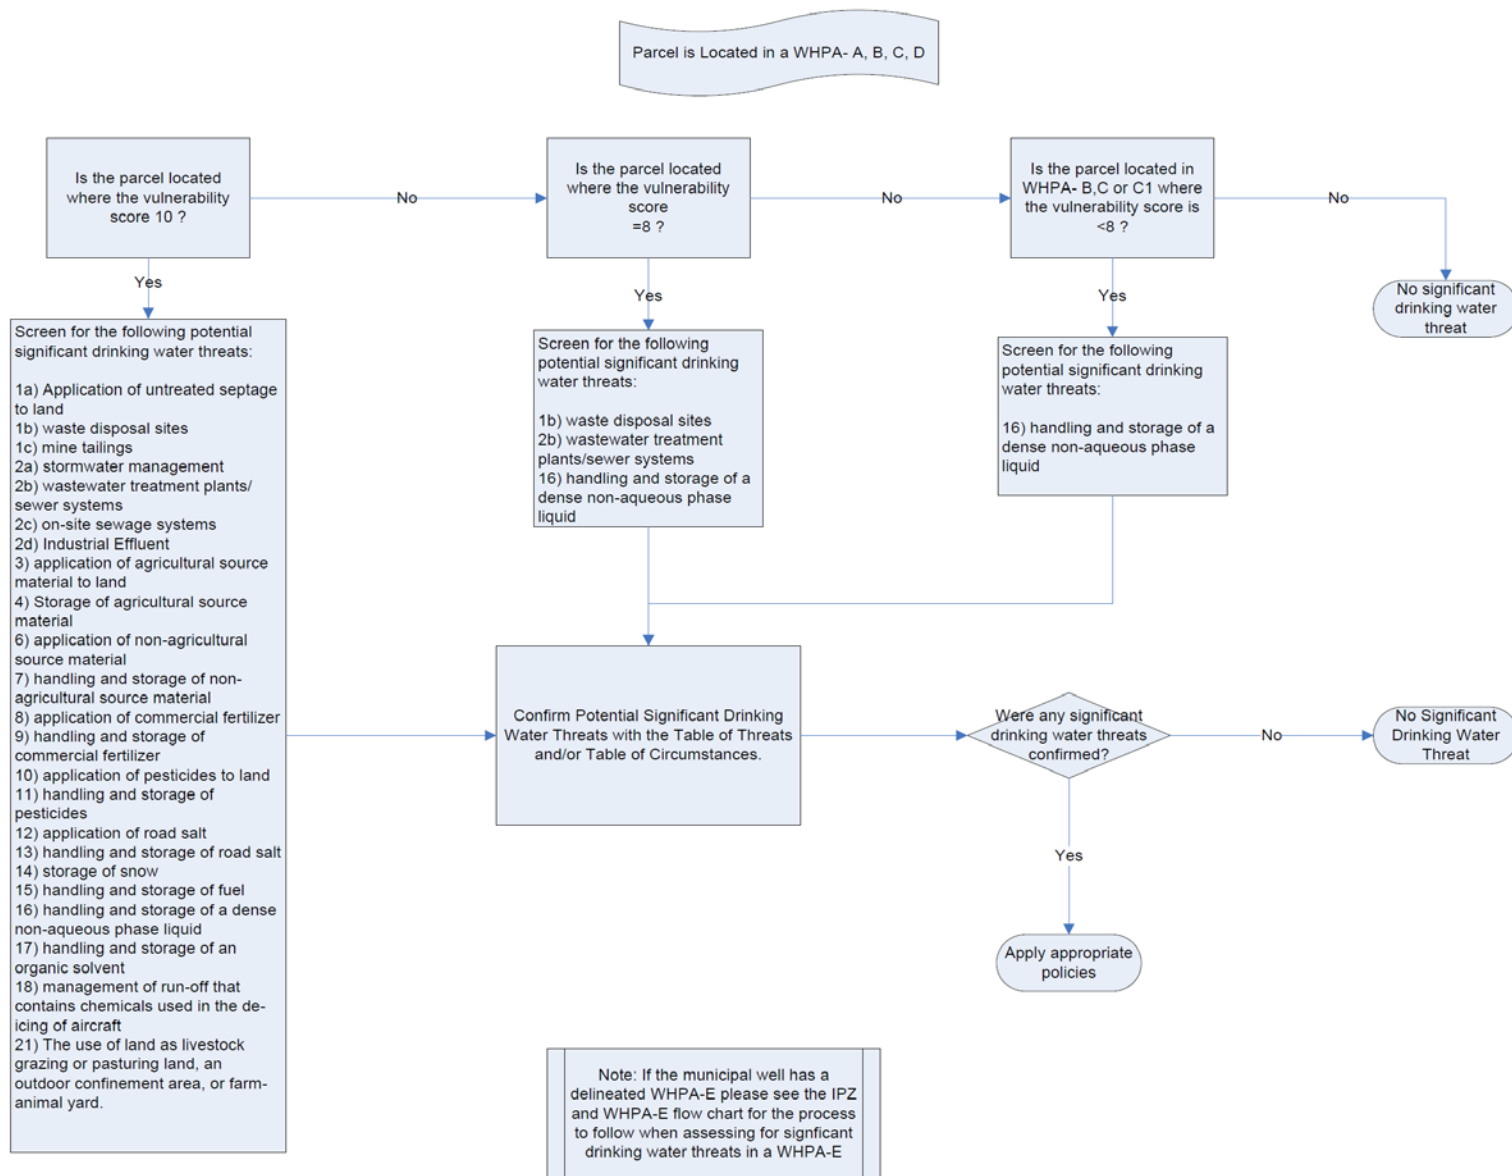 Parcel is Located in a WHPA- A, B, C, D
Is the parcel located
where the vulnerability
score 10 ?
No
Is the parcel located
where the vulnerability
score
=8 ?
No
Is the parcel located in
WHPA- B,C or C1 where
the vulnerability score is
<8 ?
No
No significant
drinking water
threat
Yes
Yes
Yes
Screen for the following potential
significant drinking water threats:
1a) Application of untreated septage
to land
1b) waste disposal sites
1c) mine tailings
2a) stormwater management
2b) wastewater treatment plants/
sewer systems
2c) on-site sewage systems
2d) Industrial Effluent
3) application of agricultural source
material to land
4) Storage of agricultural source
material
6) application of non-agricultural
source material
7) handling and storage of non-
agricultural source material
8) application of commercial fertilizer
9) handling and storage of
commercial fertilizer
10) application of pesticides to land
11) handling and storage of
pesticides
12) application of road salt
13) handling and storage of road salt
14) storage of snow
15) handling and storage of fuel
16) handling and storage of a dense
non-aqueous phase liquid
17) handling and storage of an
organic solvent
18) management of run-off that
contains chemicals used in the de-
icing of aircraft
21) The use of land as livestock
grazing or pasturing land, an
outdoor confinement area, or farm-
animal yard.
Screen for the following
potential significant drinking
water threats:
1b) waste disposal sites
2b) wastewater treatment
plants/sewer systems
16) handling and storage of a
dense non-aqueous phase
liquid
Screen for the following
potential significant drinking
water threats:
16) handling and storage of a
dense non-aqueous phase
liquid
Confirm Potential Significant Drinking
Water Threats with the Table of Threats
and/or Table of Circumstances.
Were any significant
drinking water threats
confirmed?
No
No Significant
Drinking Water
Threat
Yes
Apply appropriate
policies
Note: If the municipal well has a
delineated WHPA-E please see the IPZ
and WHPA-E flow chart for the process
to follow when assessing for signficant
drinking water threats in a WHPA-E